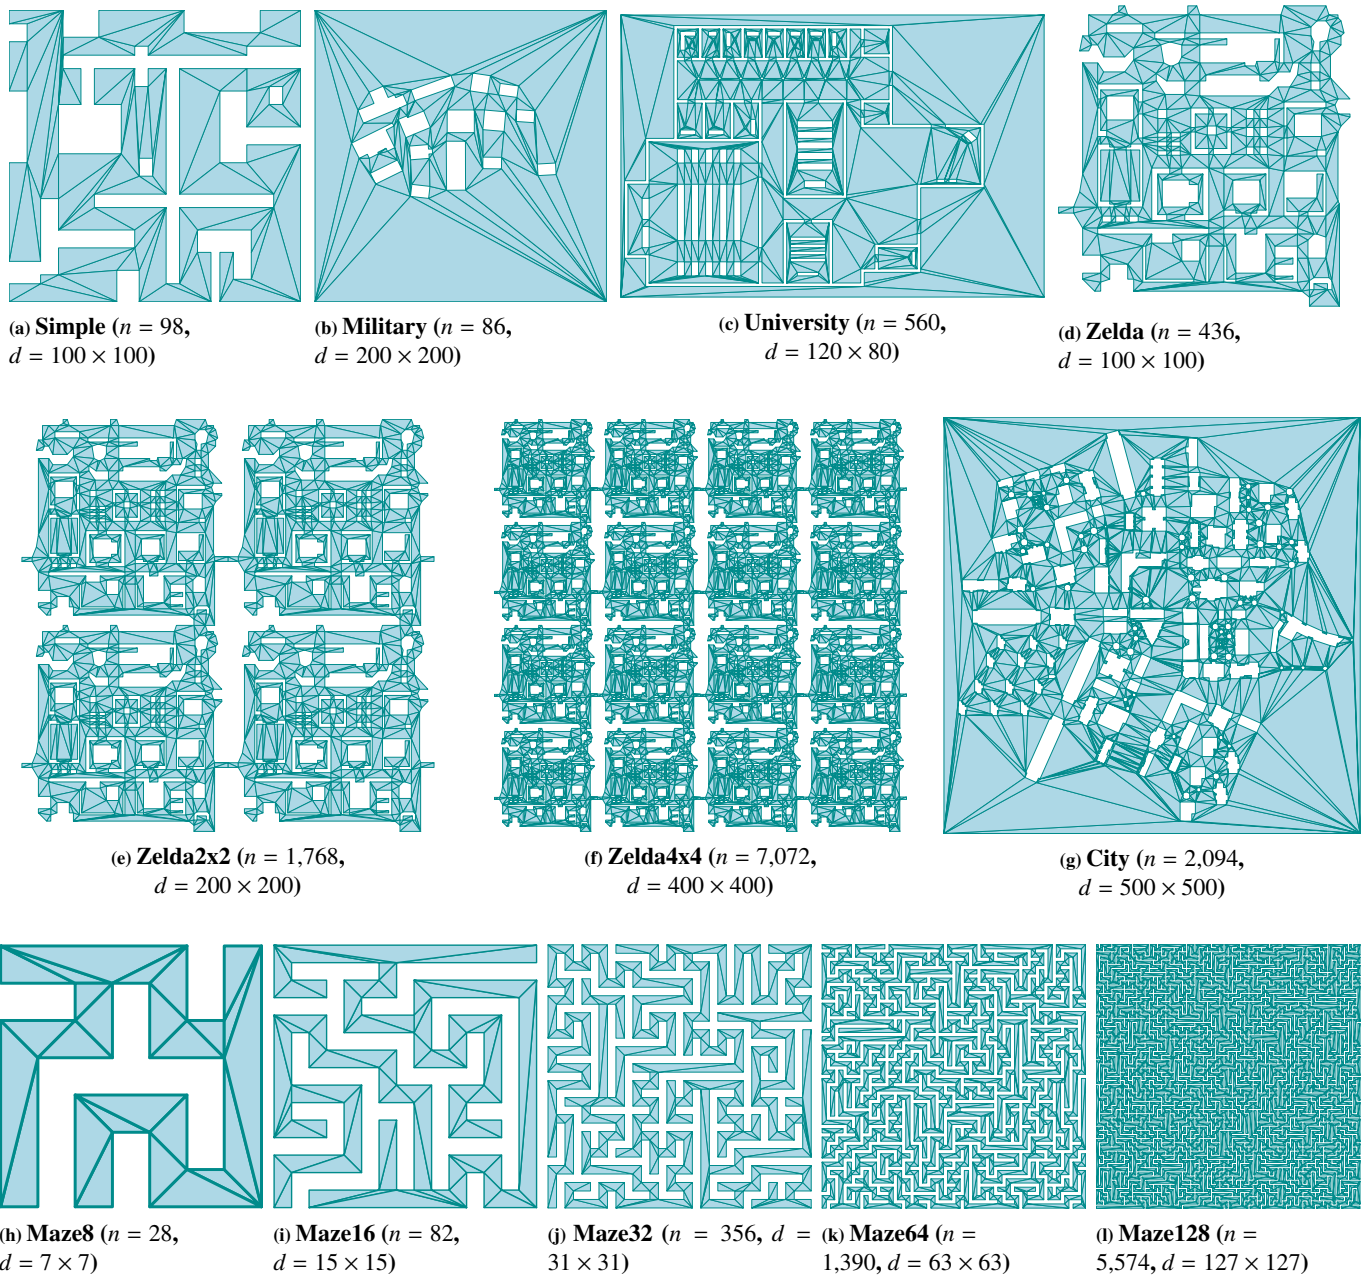 (a) Simple (n = 98,
d = 100 × 100)
(b) Military (n = 86,
d = 200 × 200)
(c) University (n = 560,
d = 120 × 80)
(d) Zelda (n = 436,
d = 100 × 100)
(e) Zelda2x2 (n = 1,768,
d = 200 × 200)
(f) Zelda4x4 (n = 7,072,
d = 400 × 400)
(g) City (n = 2,094,
d = 500 × 500)
(h) Maze8 (n = 28,
d = 7 × 7)
(i) Maze16 (n = 82,
d = 15 × 15)
(j) Maze32 (n = 356, d =
31 × 31)
(k) Maze64 (n =
1,390, d = 63 × 63)
(l) Maze128 (n =
5,574, d = 127 × 127)